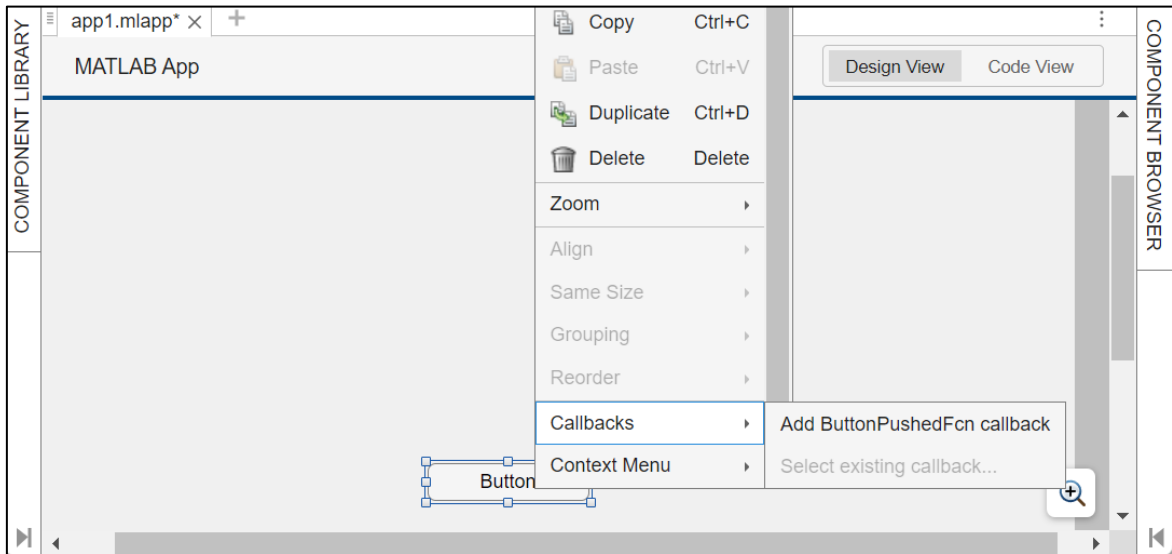 app1.mlapp*
MATLAB App
Design View Code View
COMPONENT LIBRARY
COMPONENT BROWSER
Copy Ctrl+C
Paste Ctrl+V
Duplicate Ctrl+D
Delete Delete
Zoom
Align
Same Size
Grouping
Reorder
Callbacks
Context Menu
Add ButtonPushedFcn callback
Select existing callback...
Button